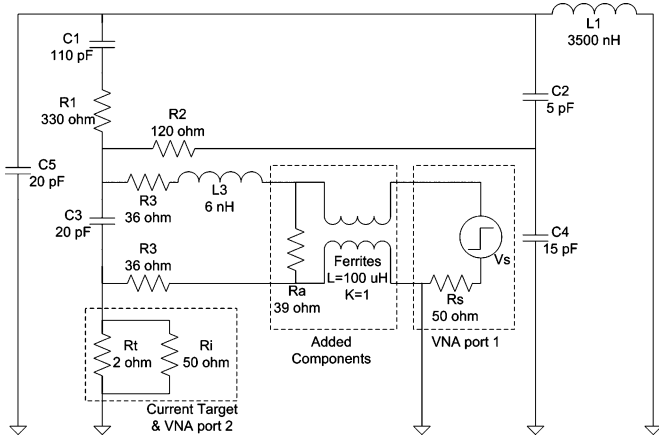 L1
3500 nH
C1
110 pF
R1
330 ohm
C2
5 pF
R2
120 ohm
C5
20 pF
R3
36 ohm
L3
6 nH
C3
20 pF
R3
36 ohm
Ra
39 ohm
Ferrites
L=100 uH
K=1
Vs
Rs
50 ohm
C4
15 pF
Added
Components
VNA port 1
Rt
2 ohm
Ri
50 ohm
Current Target
& VNA port 2